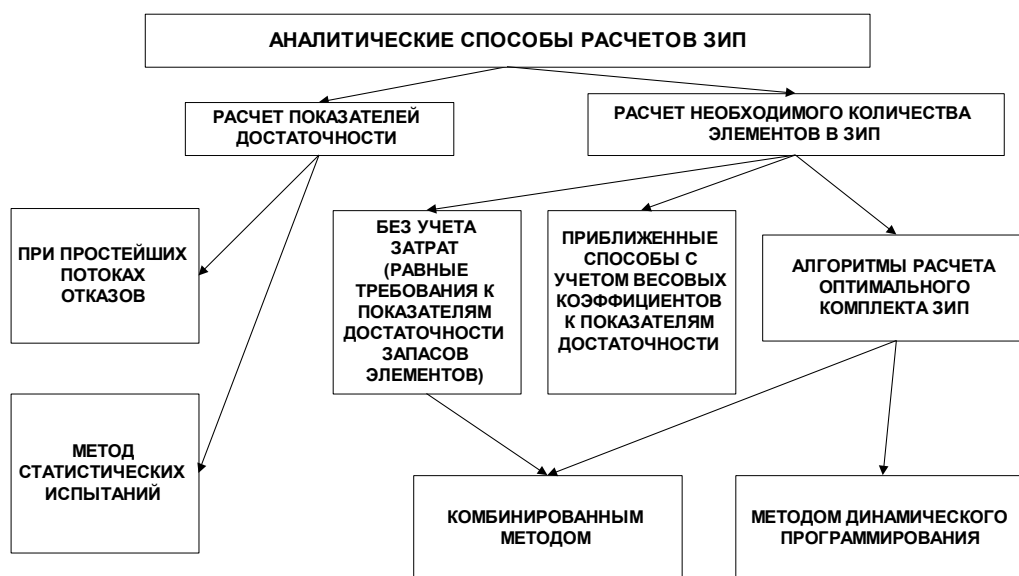 АНАЛИТИЧЕСКИЕ СПОСОБЫ РАСЧЕТОВ ЗИП
РАСЧЕТ ПОКАЗАТЕЛЕЙ
ДОСТАТОЧНОСТИ
РАСЧЕТ НЕОБХОДИМОГО КОЛИЧЕСТВА
ЭЛЕМЕНТОВ В ЗИП
ПРИ ПРОСТЕЙШИХ
ПОТОКАХ
ОТКАЗОВ
БЕЗ УЧЕТА
ЗАТРАТ
(РАВНЫЕ
ТРЕБОВАНИЯ К
ПОКАЗАТЕЛЯМ
ДОСТАТОЧНОСТИ
ЗАПАСОВ
ЭЛЕМЕНТОВ)
ПРИБЛИЖЕННЫЕ
СПОСОБЫ С
УЧЕТОМ ВЕСОВЫХ
КОЭФФИЦИЕНТОВ
К ПОКАЗАТЕЛЯМ
ДОСТАТОЧНОСТИ
АЛГОРИТМЫ РАСЧЕТА
ОПТИМАЛЬНОГО
КОМПЛЕКТА ЗИП
МЕТОД
СТАТИСТИЧЕСКИХ
ИСПЫТАНИЙ
КОМБИНИРОВАННЫМ
МЕТОДОМ
МЕТОДОМ ДИНАМИЧЕСКОГО
ПРОГРАММИРОВАНИЯ